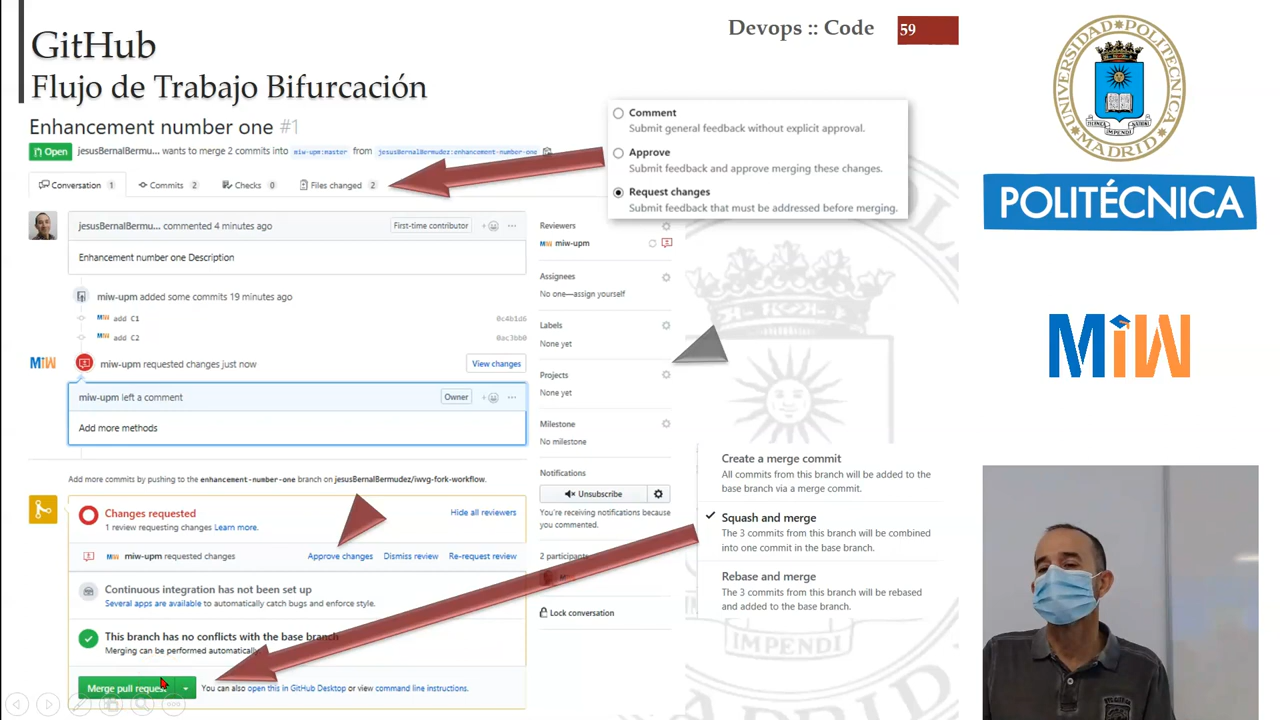 GitHub
Flujo de Trabajo Bifurcación
Devops :: Code
59
Enhancement number one #1
Open
jesusBernalBermu... wants to merge 2 commits into miw-upm:master from jesusBernalBermudez:enhancement-number-one
Conversation 1
Commits 2
Checks 0
Files changed 2
Comment
Submit general feedback without explicit approval.
Approve
Submit feedback and approve merging these changes.
Request changes
Submit feedback that must be addressed before merging.
jesusBernalBermu... commented 4 minutes ago
First-time contributor
Enhancement number one Description
miw-upm added some commits 19 minutes ago
MiW add C1 0c4b1d6
MiW add C2 0ac3bb0
MiW
miw-upm requested changes just now
View changes
miw-upm left a comment
Owner
Add more methods
Reviewers
MiW miw-upm
Assignees
No one—assign yourself
Labels
None yet
Projects
None yet
Milestone
No milestone
Notifications
Unsubscribe
You're receiving notifications because
you commented.
2 participants
Lock conversation
Add more commits by pushing to the enhancement-number-one branch on jesusBernalBermudez/iwvg-fork-workflow.
Changes requested
1 review requesting changes Learn more.
Hide all reviewers
MiW miw-upm requested changes
Approve changes
Dismiss review
Re-request review
Continuous integration has not been set up
Several apps are available to automatically catch bugs and enforce style.
This branch has no conflicts with the base branch
Merging can be performed automatically.
Merge pull request
You can also open this in GitHub Desktop or view command line instructions.
Create a merge commit
All commits from this branch will be added to the
base branch via a merge commit.
Squash and merge
The 3 commits from this branch will be combined
into one commit in the base branch.
Rebase and merge
The 3 commits from this branch will be rebased
and added to the base branch.
IMPENDI
UNIVERSIDAD POLITÉCNICA
DE MADRID
POLITÉCNICA
MiW